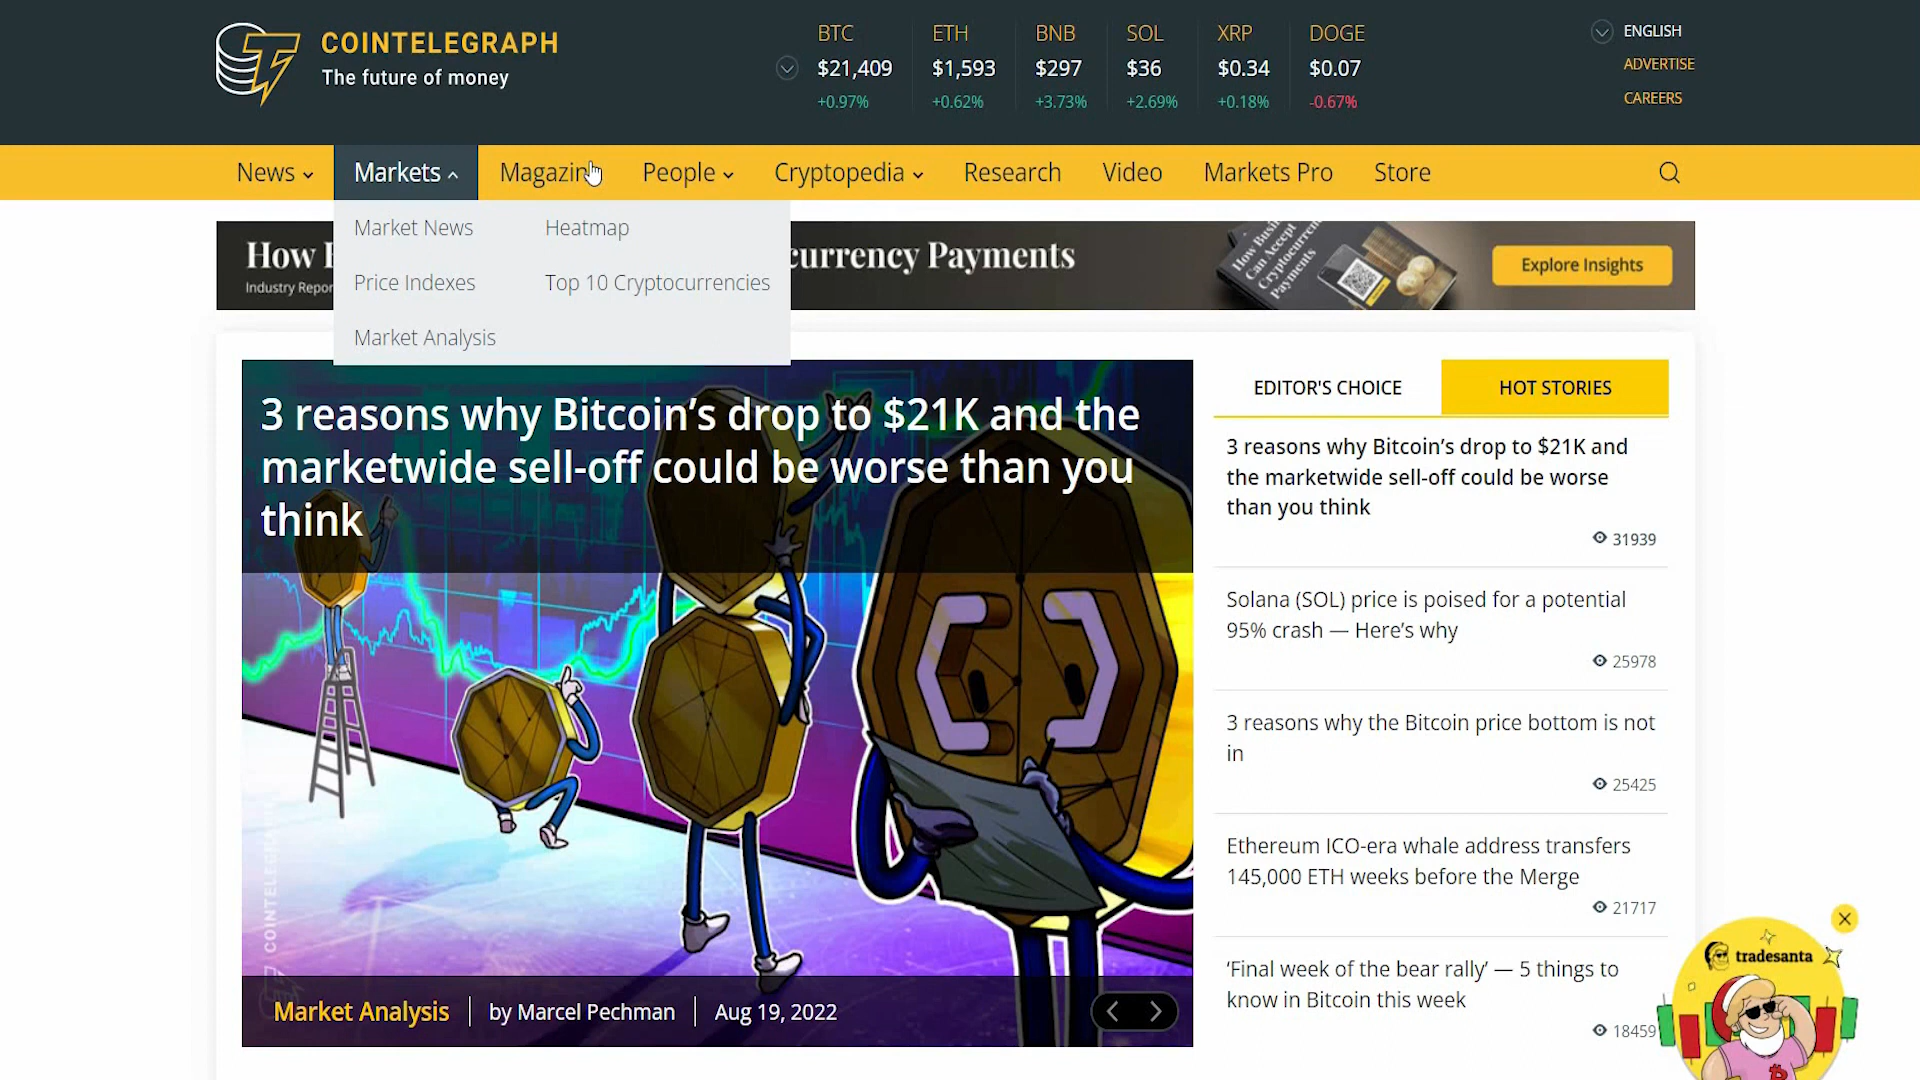 COINTELEGRAPH
The future of money
BTC ETH BNB SOL XRP DOGE
$21,409 $1,593 $297 $36 $0.34 $0.07
+0.97% +0.62% +3.73% +2.69% +0.18% -0.67%
ENGLISH
ADVERTISE
CAREERS
News Markets Magazin People Cryptopedia Research Video Markets Pro Store
Market News Heatmap
Price Indexes Top 10 Cryptocurrencies
Market Analysis
How currency Payments
Industry Repor
How Busin
Can Accept
Cryptocurren
Payments
Explore Insights
3 reasons why Bitcoin’s drop to $21K and the
marketwide sell-off could be worse than you
think
COINTELEGRAPH
Market Analysis by Marcel Pechman Aug 19, 2022
EDITOR'S CHOICE HOT STORIES
3 reasons why Bitcoin’s drop to $21K and
the marketwide sell-off could be worse
than you think
31939
Solana (SOL) price is poised for a potential
95% crash — Here’s why
25978
3 reasons why the Bitcoin price bottom is not
in
25425
Ethereum ICO-era whale address transfers
145,000 ETH weeks before the Merge
21717
‘Final week of the bear rally’ — 5 things to
know in Bitcoin this week
18459
tradesanta